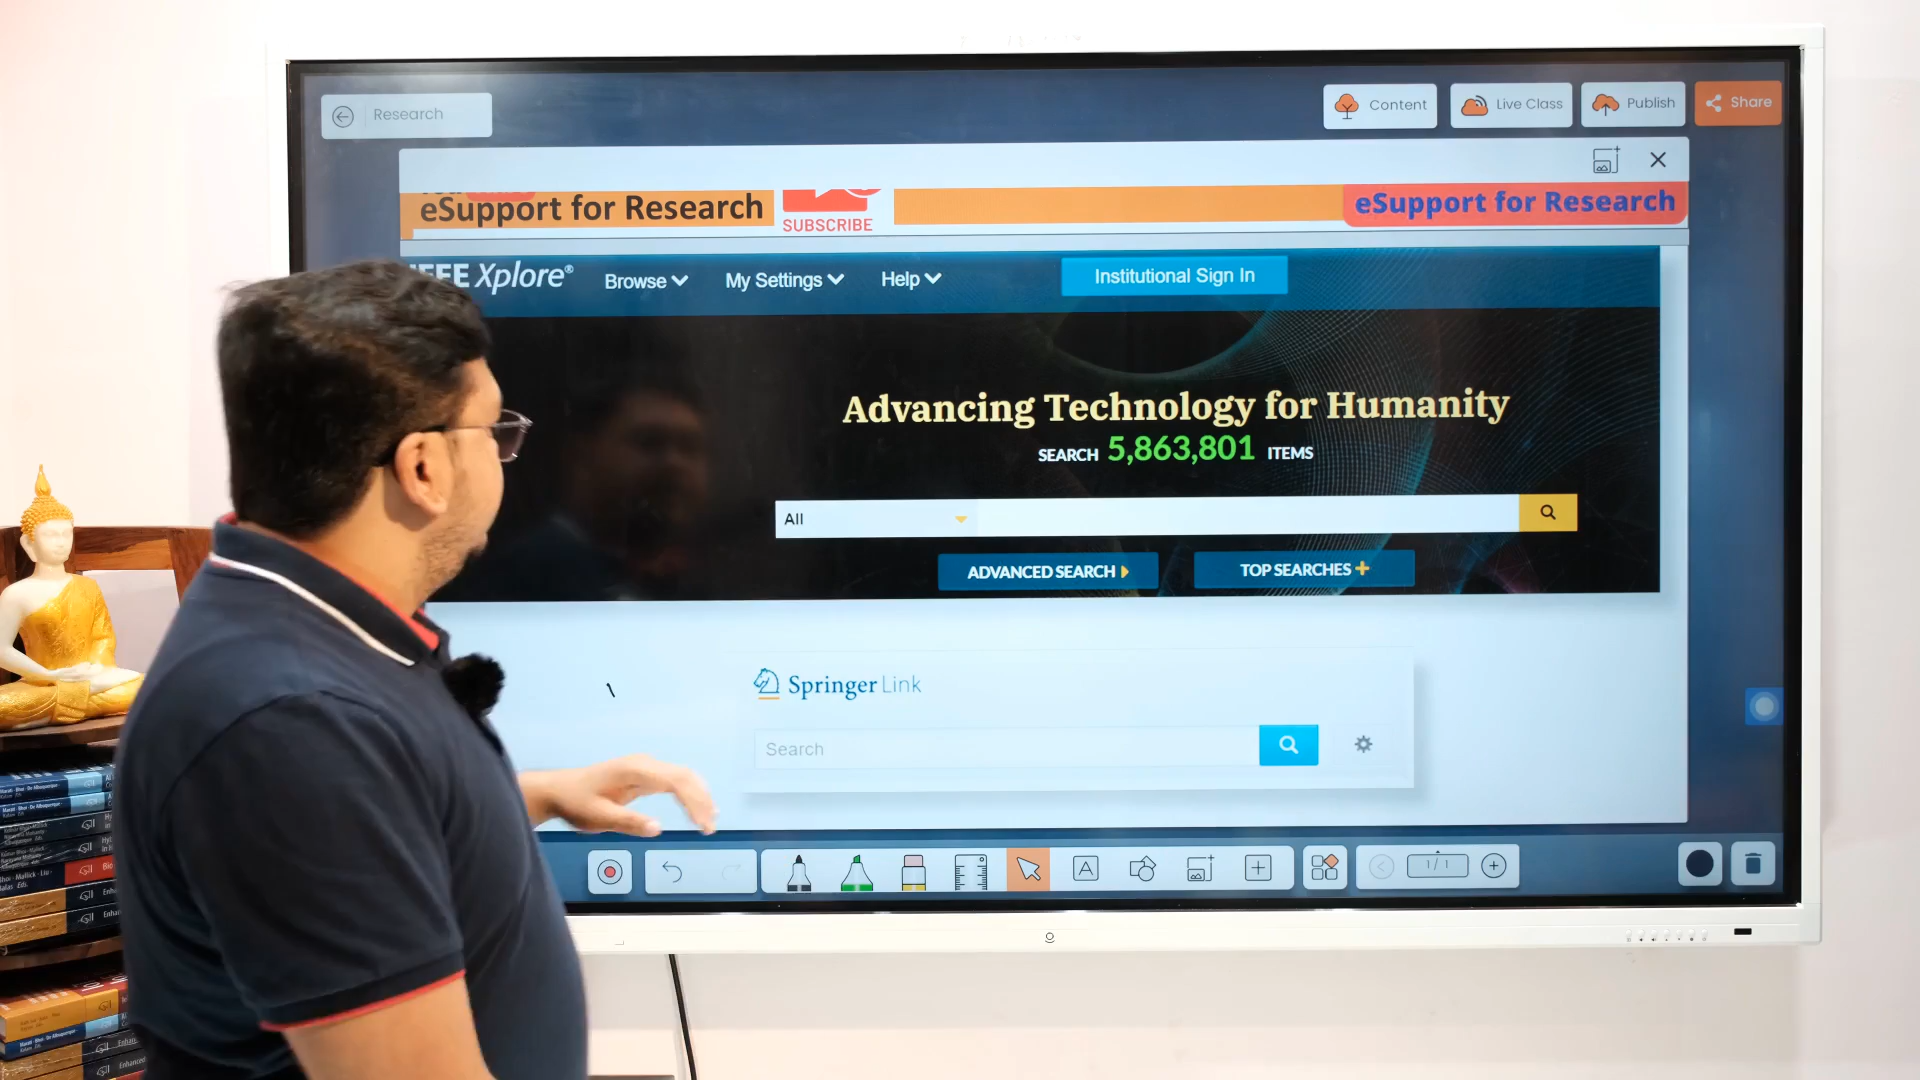 Research
Content
Live Class
Publish
Share
eSupport for Research
SUBSCRIBE
eSupport for Research
IEEE Xplore®
Browse
My Settings
Help
Institutional Sign In
Advancing Technology for Humanity
SEARCH 5,863,801 ITEMS
All
ADVANCED SEARCH
TOP SEARCHES +
Springer Link
Search
A
1 / 1